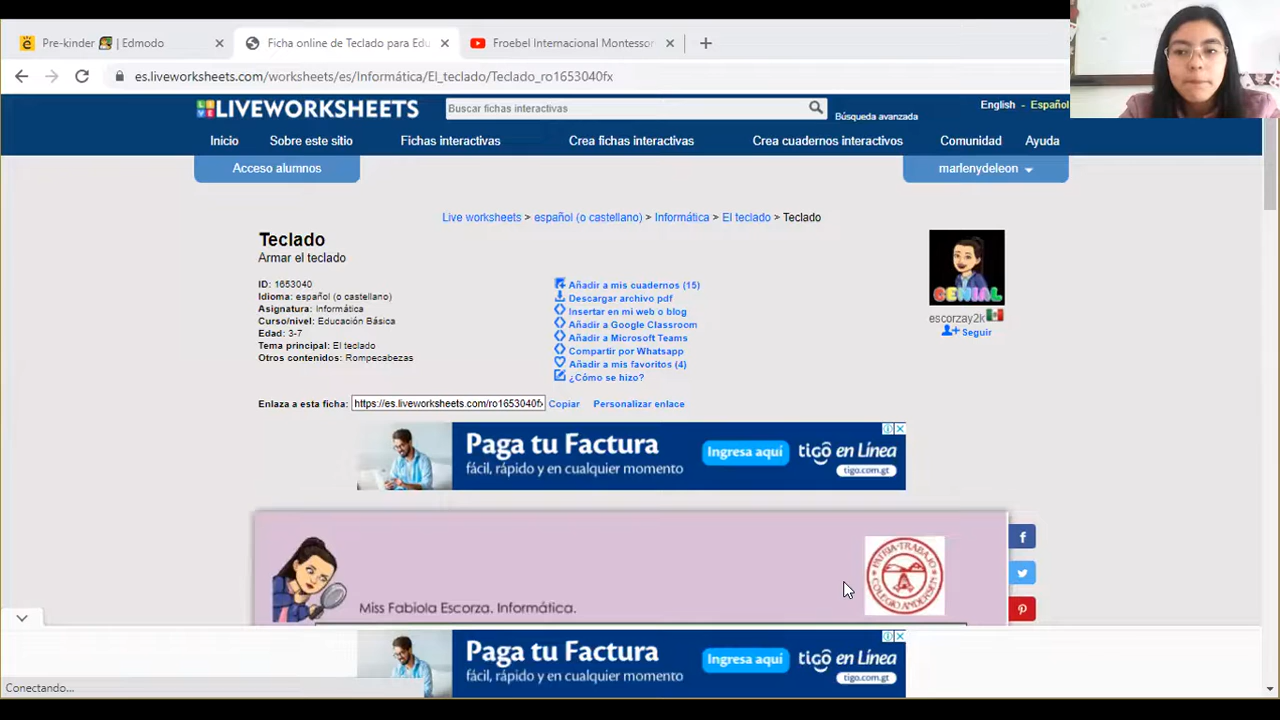 Pre-kinder | Edmodo
Ficha online de Teclado para Edu
Froebel Internacional Montessor
es.liveworksheets.com/worksheets/es/Informática/El_teclado/Teclado_ro1653040fx
LIVEWORKSHEETS
Buscar fichas interactivas
Búsqueda avanzada
English - Español
Inicio
Sobre este sitio
Fichas interactivas
Crea fichas interactivas
Crea cuadernos interactivos
Comunidad
Ayuda
Acceso alumnos
marlenydeleon
Live worksheets > español (o castellano) > Informática > El teclado > Teclado
Teclado
Armar el teclado
ID: 1653040
Idioma: español (o castellano)
Asignatura: Informática
Curso/nivel: Educación Básica
Edad: 3-7
Tema principal: El teclado
Otros contenidos: Rompecabezas
Añadir a mis cuadernos (15)
Descargar archivo pdf
Insertar en mi web o blog
Añadir a Google Classroom
Añadir a Microsoft Teams
Compartir por Whatsapp
Añadir a mis favoritos (4)
¿Cómo se hizo?
GENIAL
escorzay2k
Seguir
Enlaza a esta ficha: https://es.liveworksheets.com/ro1653040fx Copiar Personalizar enlace
Paga tu Factura
fácil, rápido y en cualquier momento
Ingresa aquí
tigo en Línea
tigo.com.gt
PATRIA-TRABAJO
COLEGIO ANDERSEN
Miss Fabiola Escorza. Informática.
Paga tu Factura
fácil, rápido y en cualquier momento
Ingresa aquí
tigo en Línea
tigo.com.gt
Conectando...